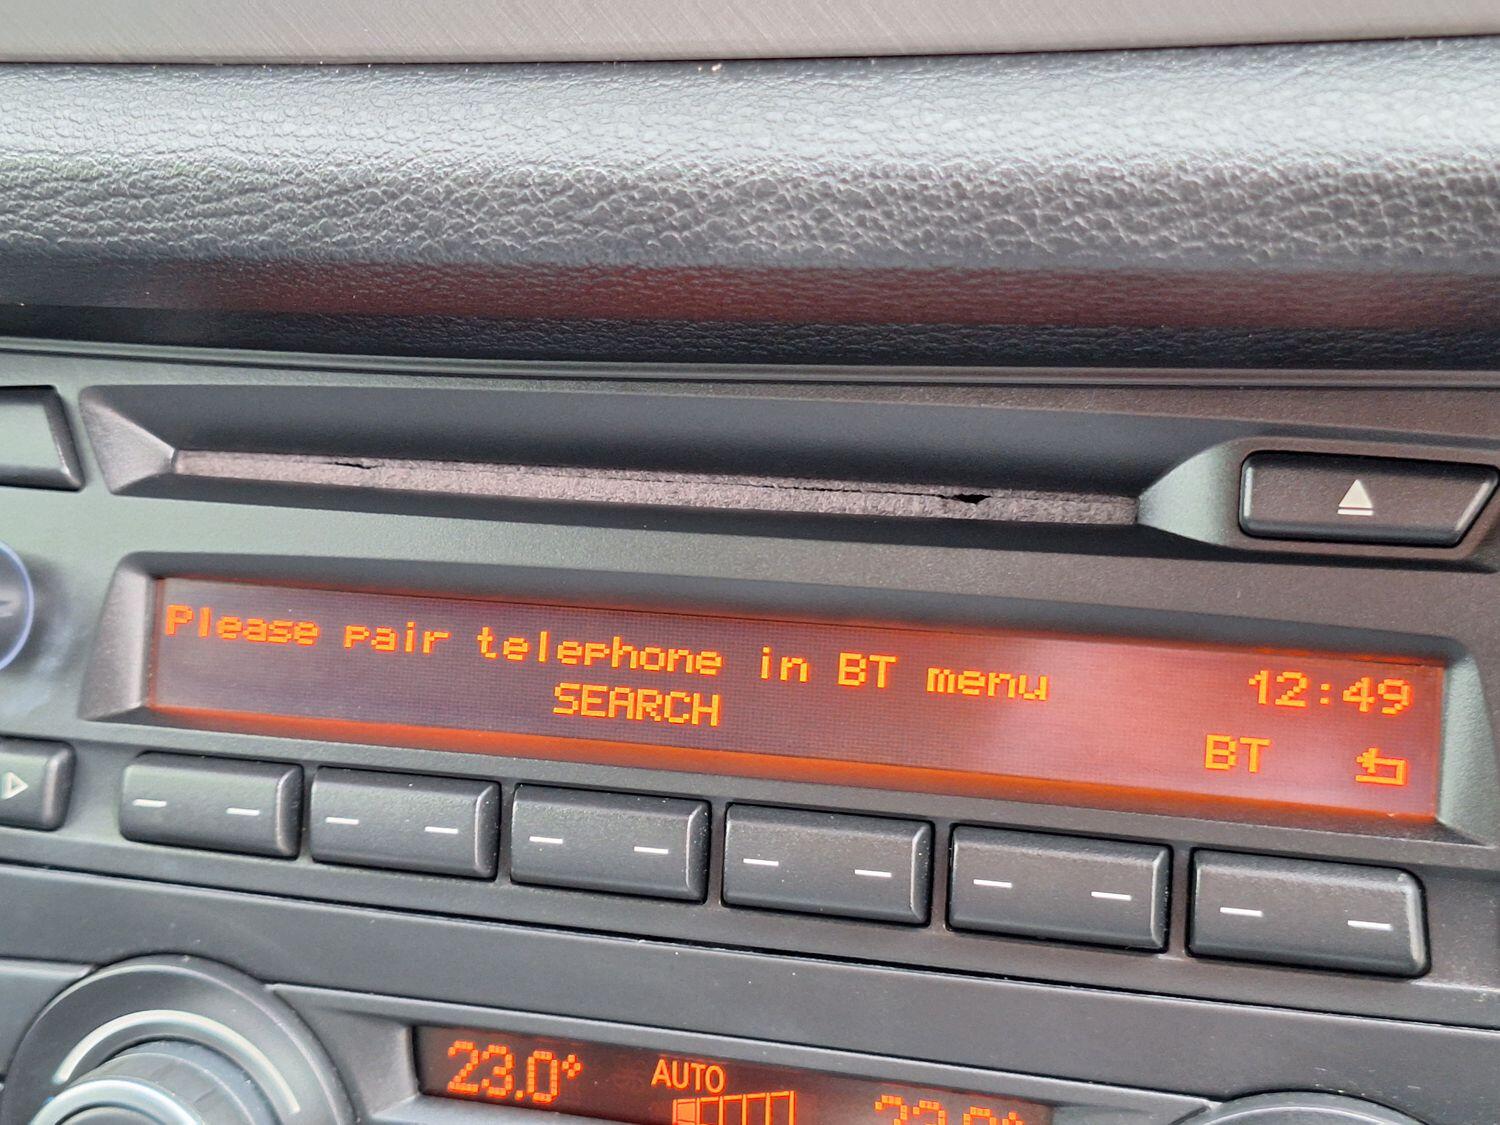 Please pair telephone in BT menu 12:49
SEARCH
BT
23.0°
AUTO